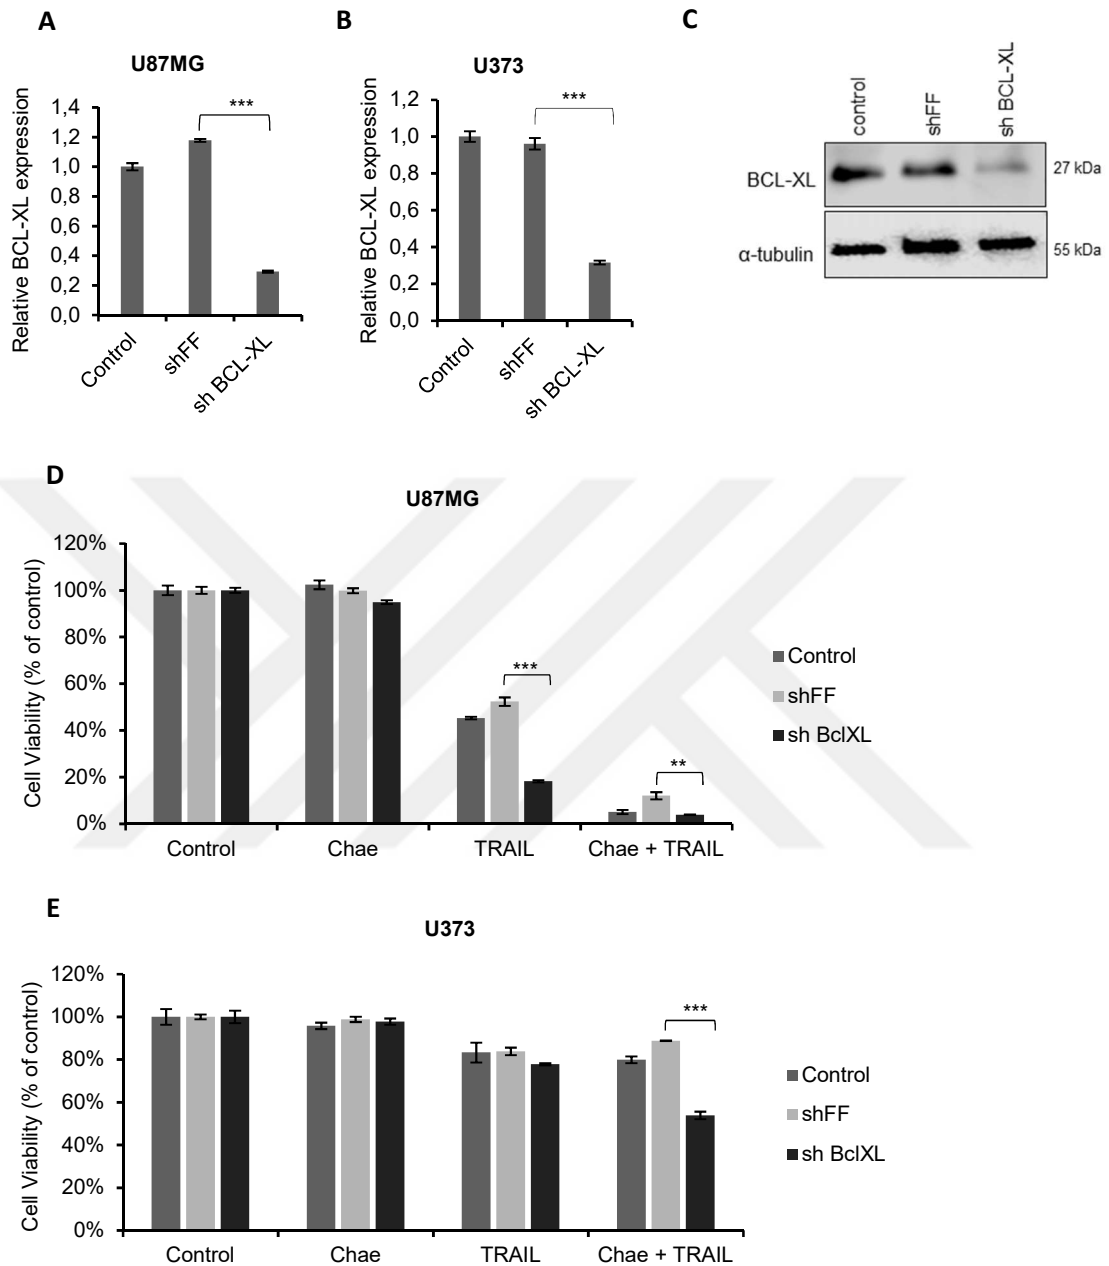 A
U87MG
Relative BCL-XL expression
1,4
1,2
1,0
0,8
0,6
0,4
0,2
0,0
***
Control
shFF
sh BCL-XL
B
U373
Relative BCL-XL expression
1,2
1,0
0,8
0,6
0,4
0,2
0,0
***
Control
shFF
sh BCL-XL
C
control
shFF
sh BCL-XL
BCL-XL
27 kDa
α-tubulin
55 kDa
D
U87MG
Cell Viability (% of control)
120%
100%
80%
60%
40%
20%
0%
***
**
Control
Chae
TRAIL
Chae + TRAIL
Control
shFF
sh BclXL
E
U373
Cell Viability (% of control)
120%
100%
80%
60%
40%
20%
0%
***
Control
Chae
TRAIL
Chae + TRAIL
Control
shFF
sh BclXL